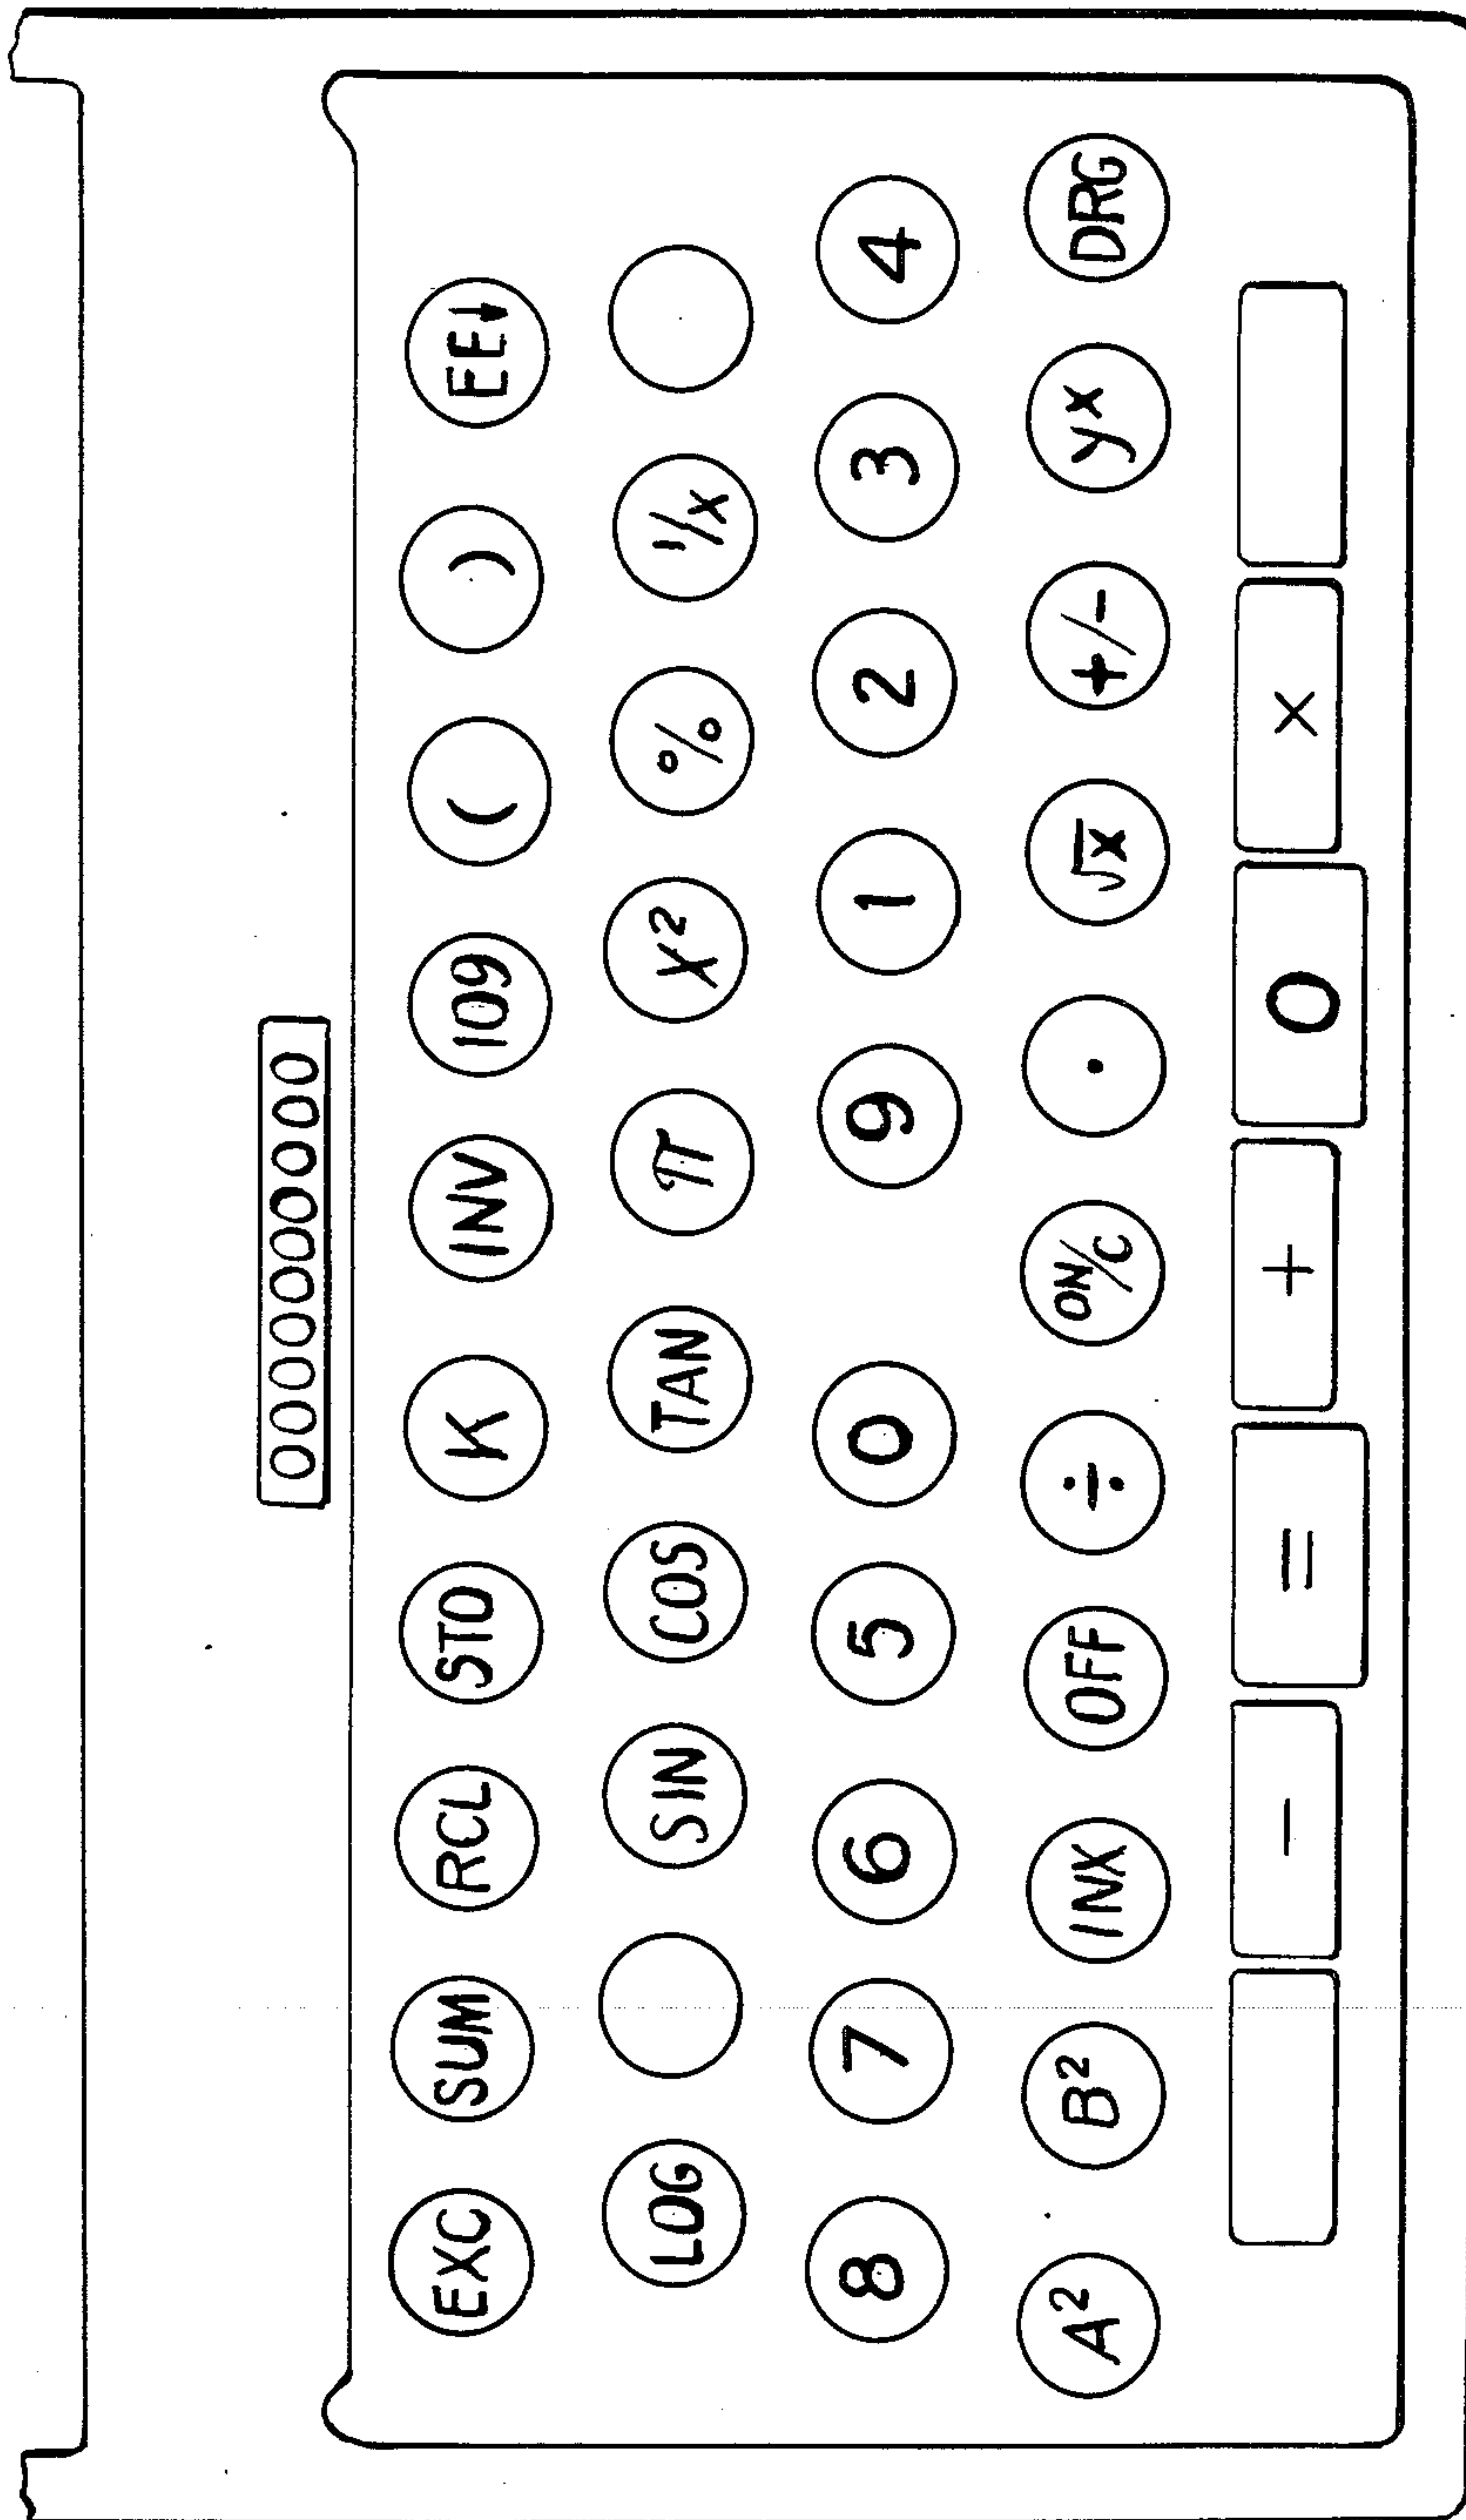 0000000000
EXC SUM RCL STO K INV 109 ( ) EE↓
LOG SIN COS TAN π X² % 1/X
8 7 6 5 0 9 1 2 3 4
A² B² INX OFF ÷ ON/C . √X +/- yˣ DRG
- = + 0 ×